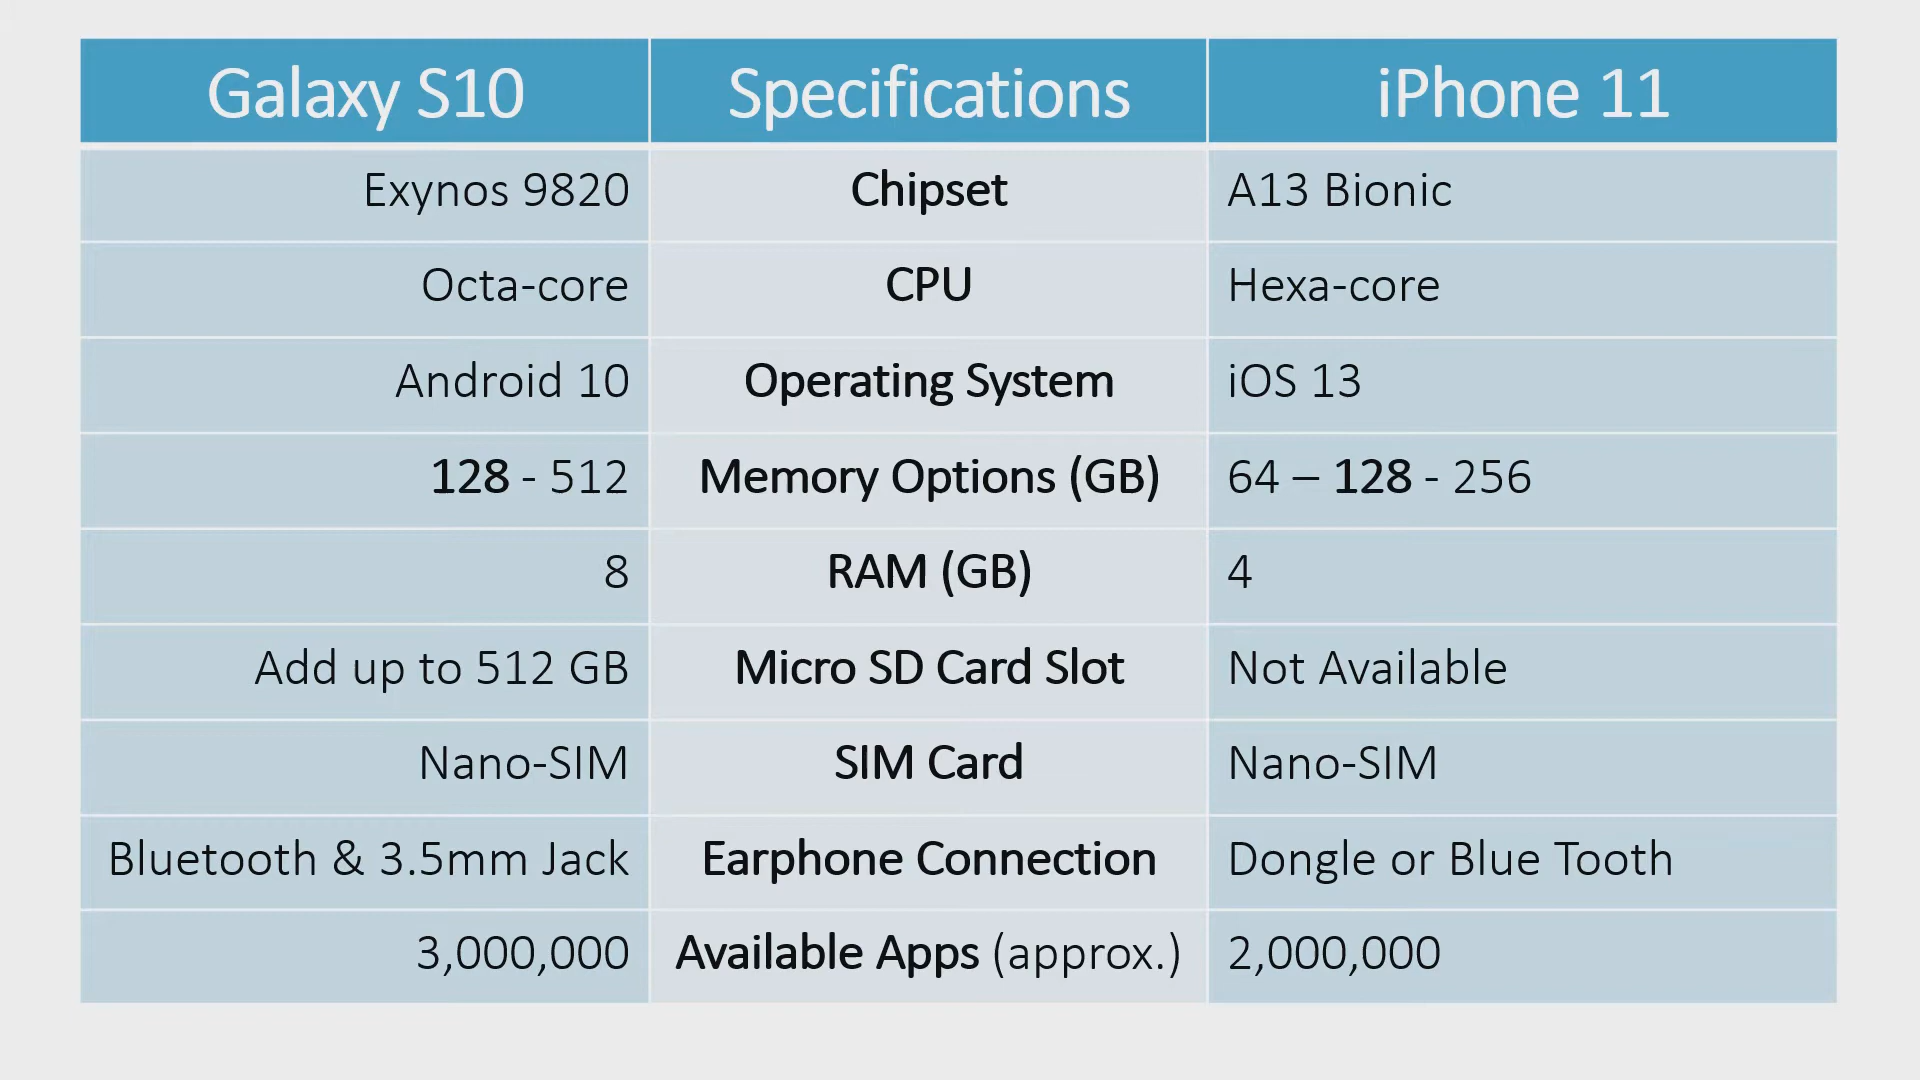 Galaxy S10 Specifications iPhone 11
Exynos 9820 Chipset A13 Bionic
Octa-core CPU Hexa-core
Android 10 Operating System iOS 13
128 - 512 Memory Options (GB) 64 – 128 - 256
8 RAM (GB) 4
Add up to 512 GB Micro SD Card Slot Not Available
Nano-SIM SIM Card Nano-SIM
Bluetooth & 3.5mm Jack Earphone Connection Dongle or Blue Tooth
3,000,000 Available Apps (approx.) 2,000,000